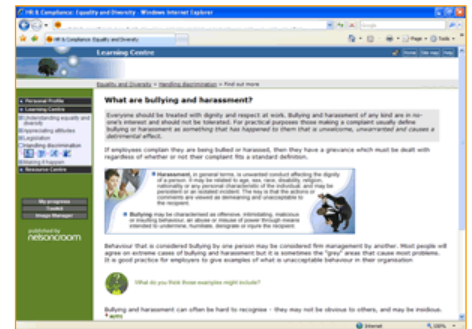 HR & Compliance: Equality and Diversity - Windows Internet Explorer
HR & Compliance: Equality and Diversity
Page
Tools
Learning Centre
Home
Site map
Help
Equality and Diversity > Handling discrimination > Find out more
Personal Profile
Learning Centre
Understanding equality and
diversity
Appreciating attitudes
Legislation
Handling discrimination
Making it happen
Resource Centre
My progress
Toolkit
Image Manager
published by
nelsoncroom
What are bullying and harassment?
Everyone should be treated with dignity and respect at work. Bullying and harassment of any kind are in no-
one's interest and should not be tolerated. For practical purposes those making a complaint usually define
bullying or harassment as something that has happened to them that is unwelcome, unwarranted and causes a
detrimental effect.
If employees complain they are being bullied or harassed, then they have a grievance which must be dealt with
regardless of whether or not their complaint fits a standard definition.
Harassment, in general terms, is unwanted conduct affecting the dignity
of a person. It may be related to age, sex, race, disability, religion,
nationality or any personal characteristic of the individual, and may be
persistent or an isolated incident. The key is that the actions or
comments are viewed as demeaning and unacceptable to
the recipient.
Bullying may be characterised as offensive, intimidating, malicious
or insulting behaviour, an abuse or misuse of power through means
intended to undermine, humiliate, denigrate or injure the recipient.
Behaviour that is considered bullying by one person may be considered firm management by another. Most people will
agree on extreme cases of bullying and harassment but it is sometimes the "grey" areas that cause most problems.
It is good practice for employers to give examples of what is unacceptable behaviour in their organisation
What do you think those examples might include?
Bullying and harassment can often be hard to recognise - they may not be obvious to others, and may be insidious.
Internet
100%